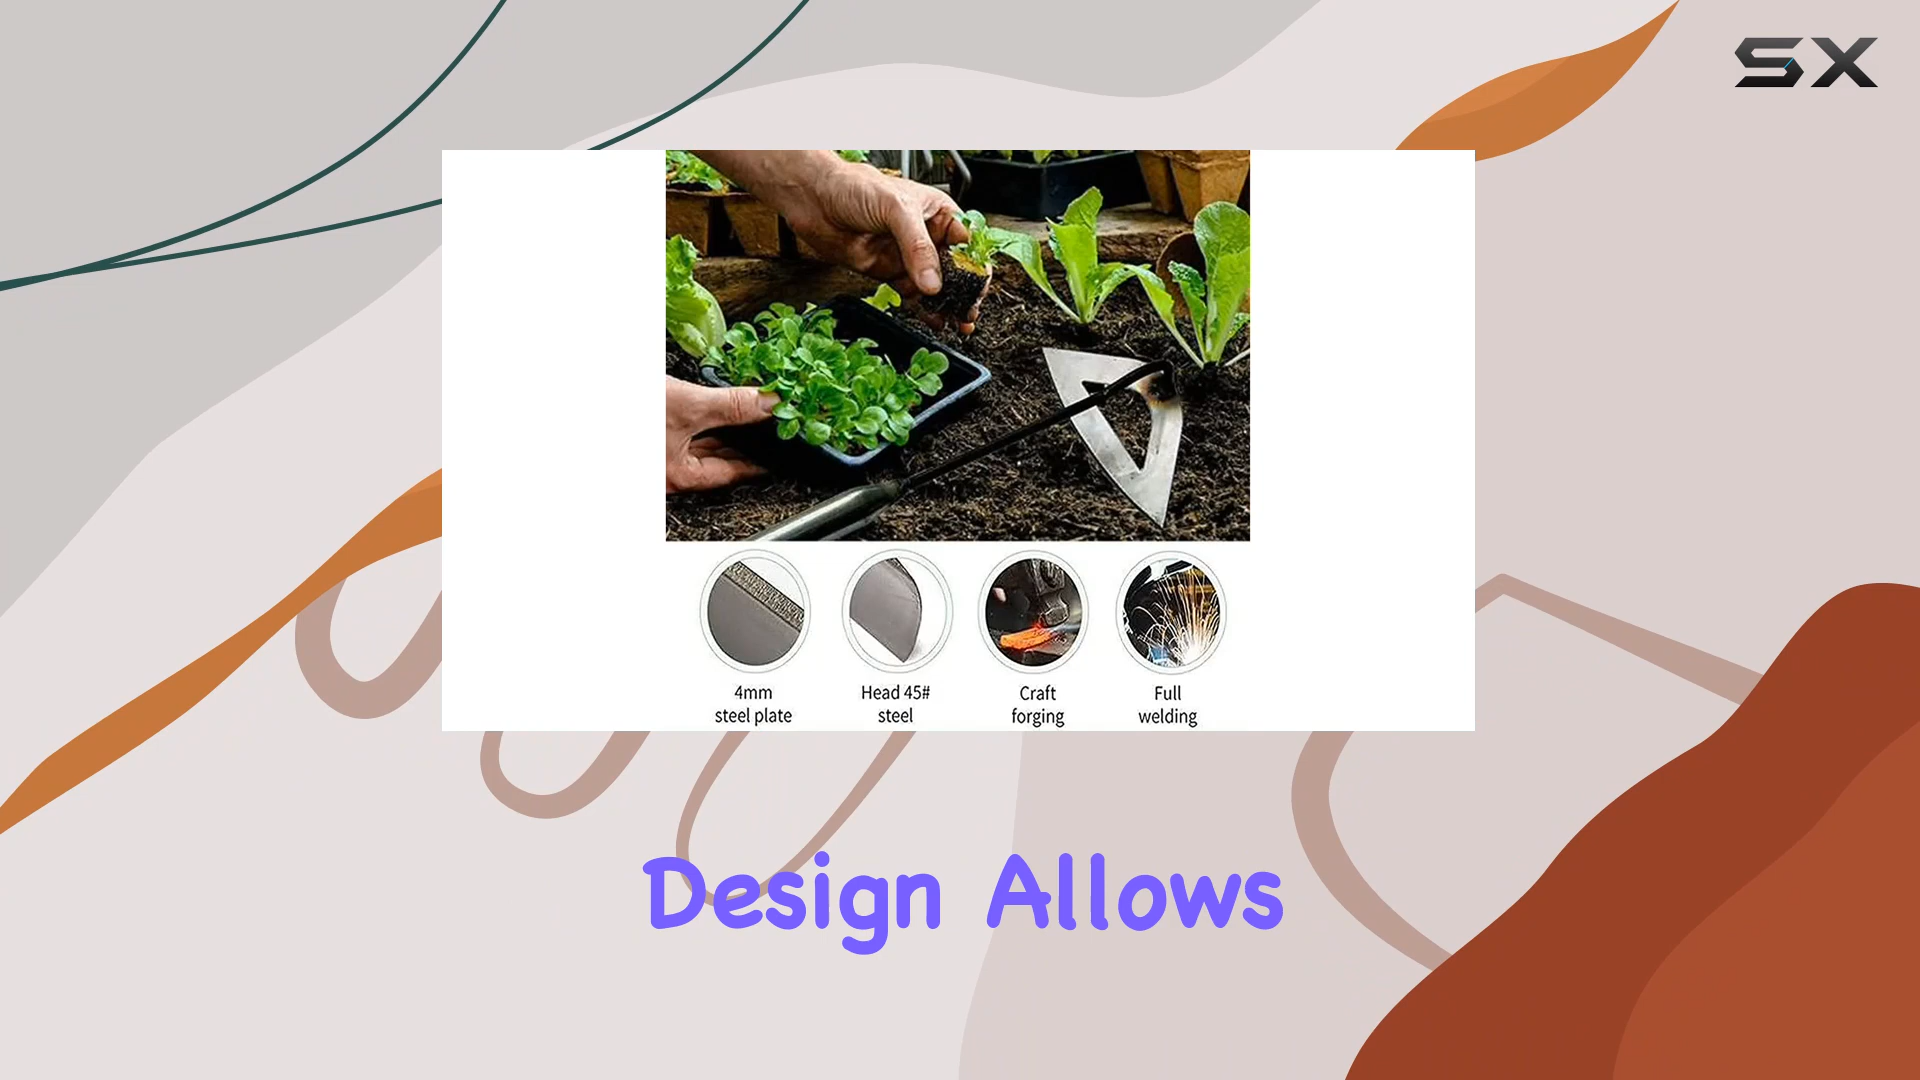 SX
4mm
steel plate
Head 45#
steel
Craft
forging
Full
welding
Design Allows